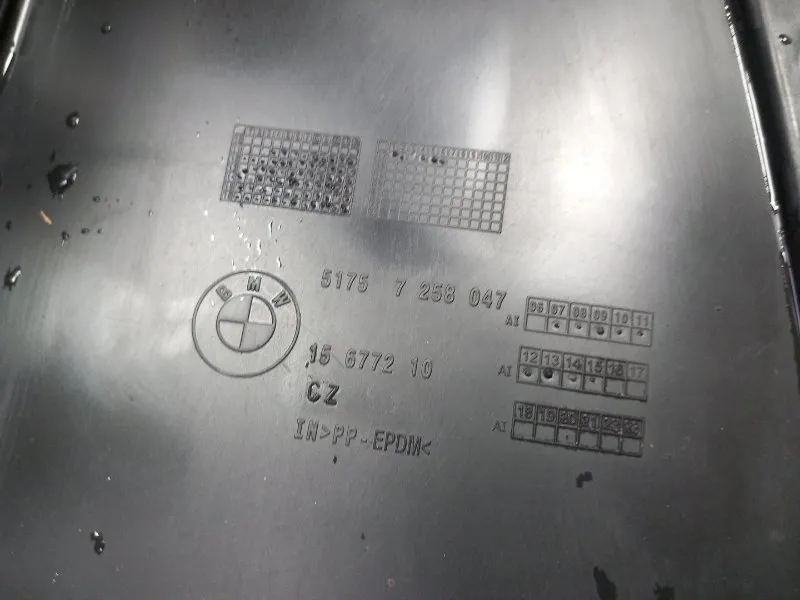 BMW
5175 7 258 047
AI 06 07 08 09 10 11
15 6772 10
AI 12 13 14 15 16 17
CZ
AI 18 19 20 21 22 23
IN>PP-EPDM<